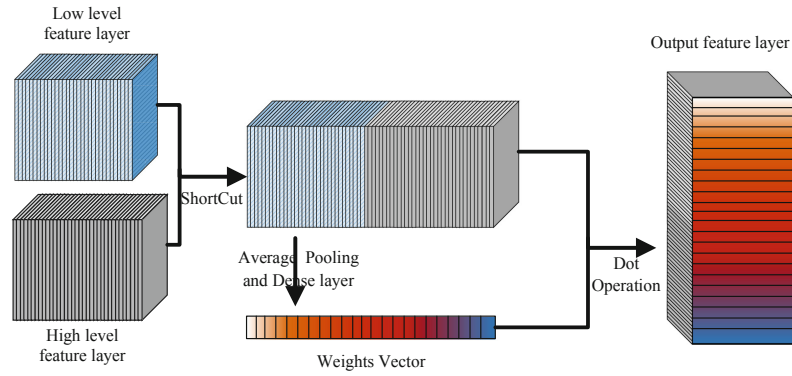 Low level
feature layer
Output feature layer
ShortCut
Average Pooling
and Dense layer
Dot
Operation
High level
feature layer
Weights Vector